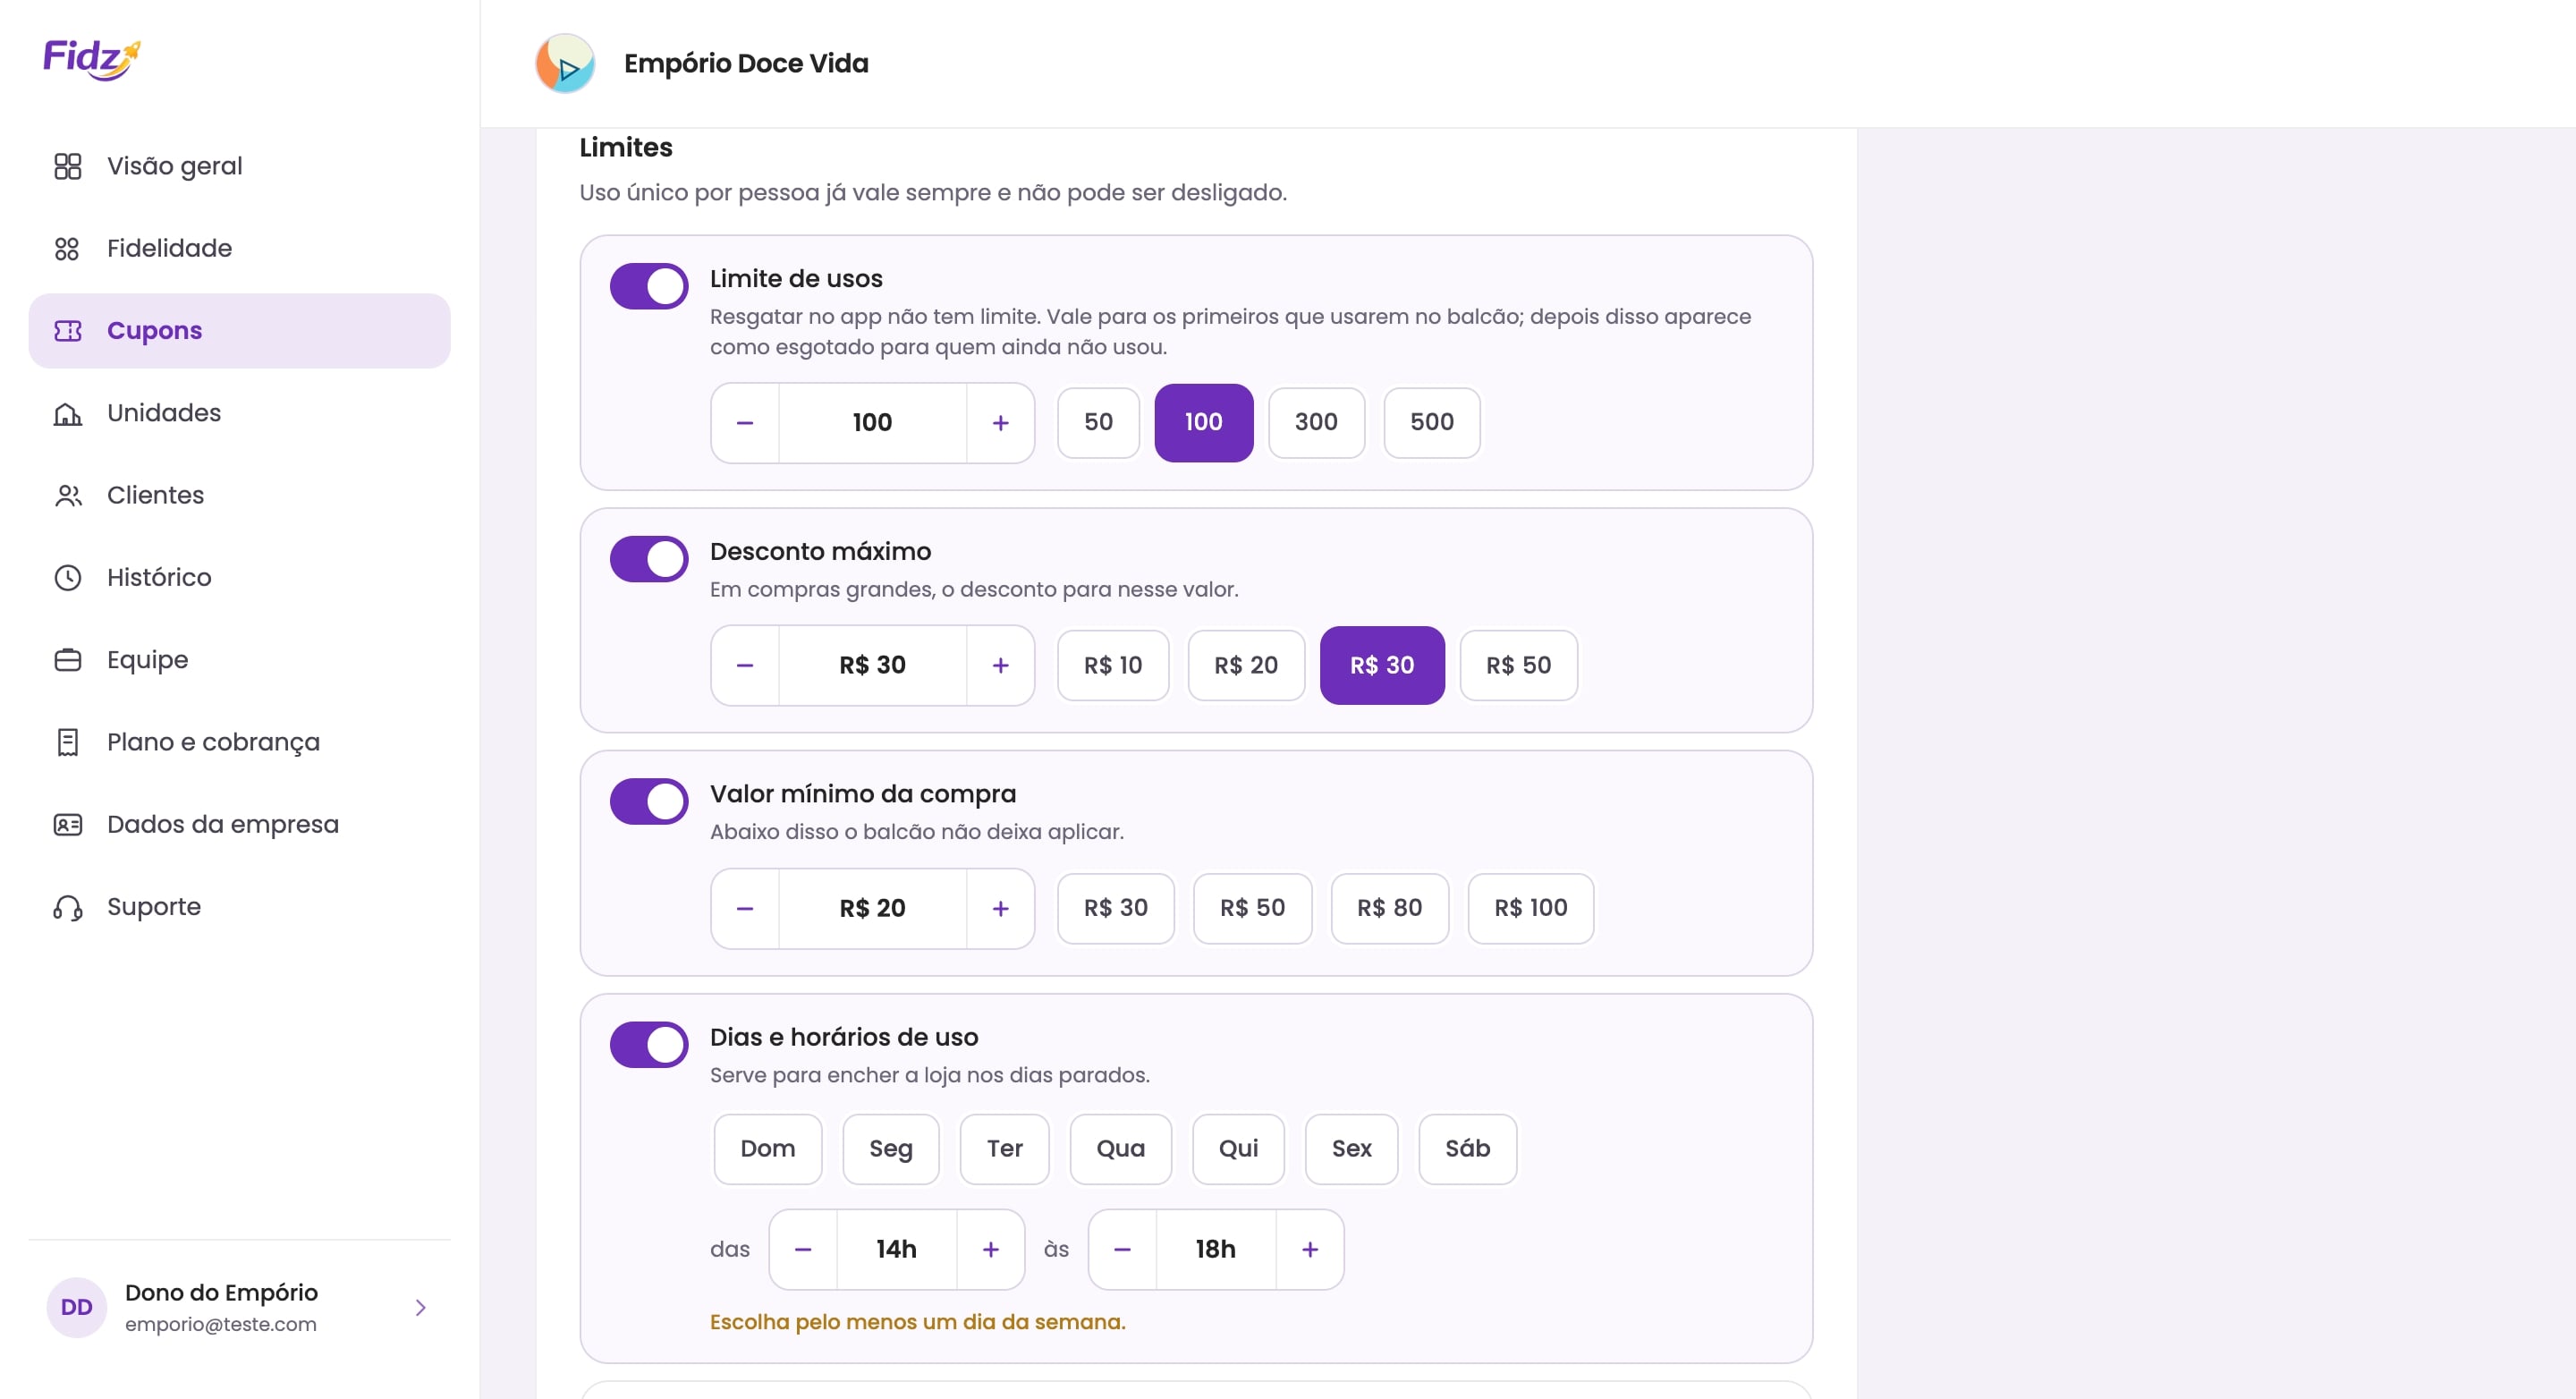 Fidz
Empório Doce Vida
Visão geral
Fidelidade
Cupons
Unidades
Clientes
Histórico
Equipe
Plano e cobrança
Dados da empresa
Suporte
DD
Dono do Empório
emporio@teste.com
Limites
Uso único por pessoa já vale sempre e não pode ser desligado.
Limite de usos
Resgatar no app não tem limite. Vale para os primeiros que usarem no balcão; depois disso aparece
como esgotado para quem ainda não usou.
− 100 + 50 100 300 500
Desconto máximo
Em compras grandes, o desconto para nesse valor.
− R$ 30 + R$ 10 R$ 20 R$ 30 R$ 50
Valor mínimo da compra
Abaixo disso o balcão não deixa aplicar.
− R$ 20 + R$ 30 R$ 50 R$ 80 R$ 100
Dias e horários de uso
Serve para encher a loja nos dias parados.
Dom Seg Ter Qua Qui Sex Sáb
das − 14h + às − 18h +
Escolha pelo menos um dia da semana.